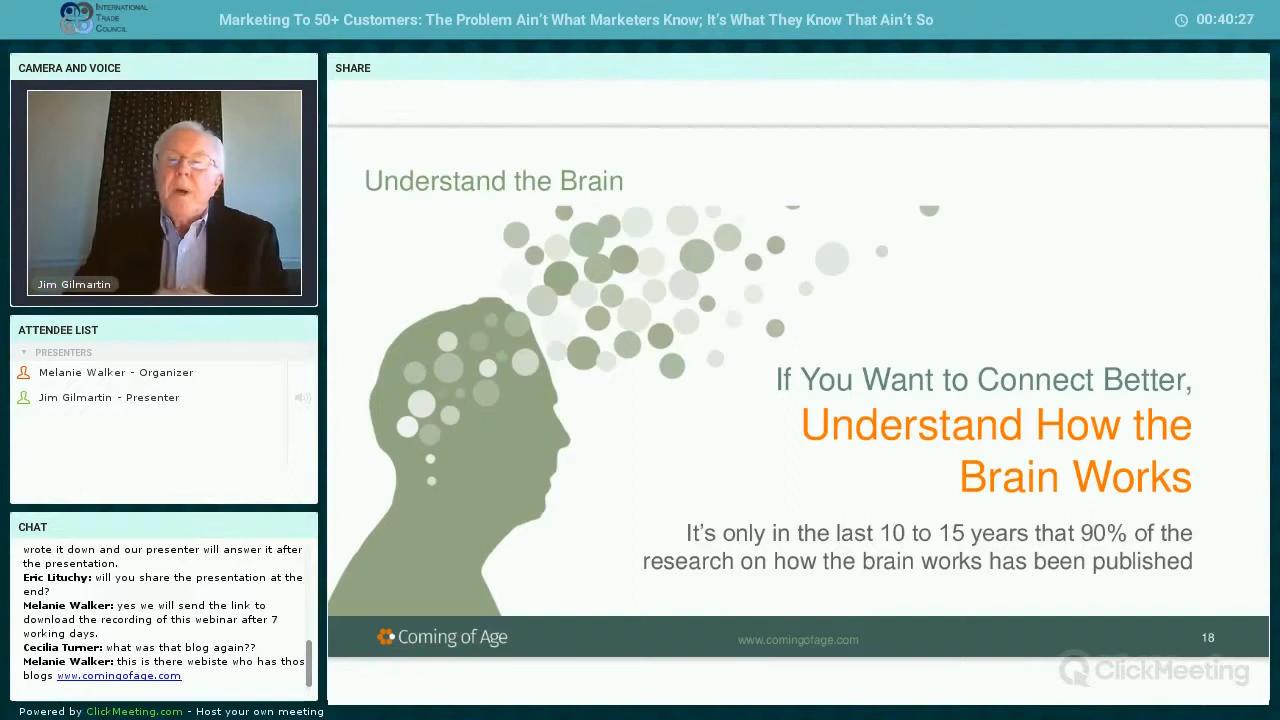 INTERNATIONAL
TRADE
COUNCIL
Marketing To 50+ Customers: The Problem Ain't What Marketers Know; It's What They Know That Ain't So
00:40:27
CAMERA AND VOICE
Jim Gilmartin
ATTENDEE LIST
PRESENTERS
Melanie Walker - Organizer
Jim Gilmartin - Presenter
CHAT
wrote it down and our presenter will answer it after
the presentation.
Eric Lituchy: will you share the presentation at the
end?
Melanie Walker: yes we will send the link to
download the recording of this webinar after 7
working days.
Cecilia Turner: what was that blog again??
Melanie Walker: this is there webiste who has thos
blogs www.comingofage.com
Powered by ClickMeeting.com - Host your own meeting
SHARE
Understand the Brain
If You Want to Connect Better,
Understand How the
Brain Works
It's only in the last 10 to 15 years that 90% of the
research on how the brain works has been published
Coming of Age
www.comingofage.com
18
ClickMeeting